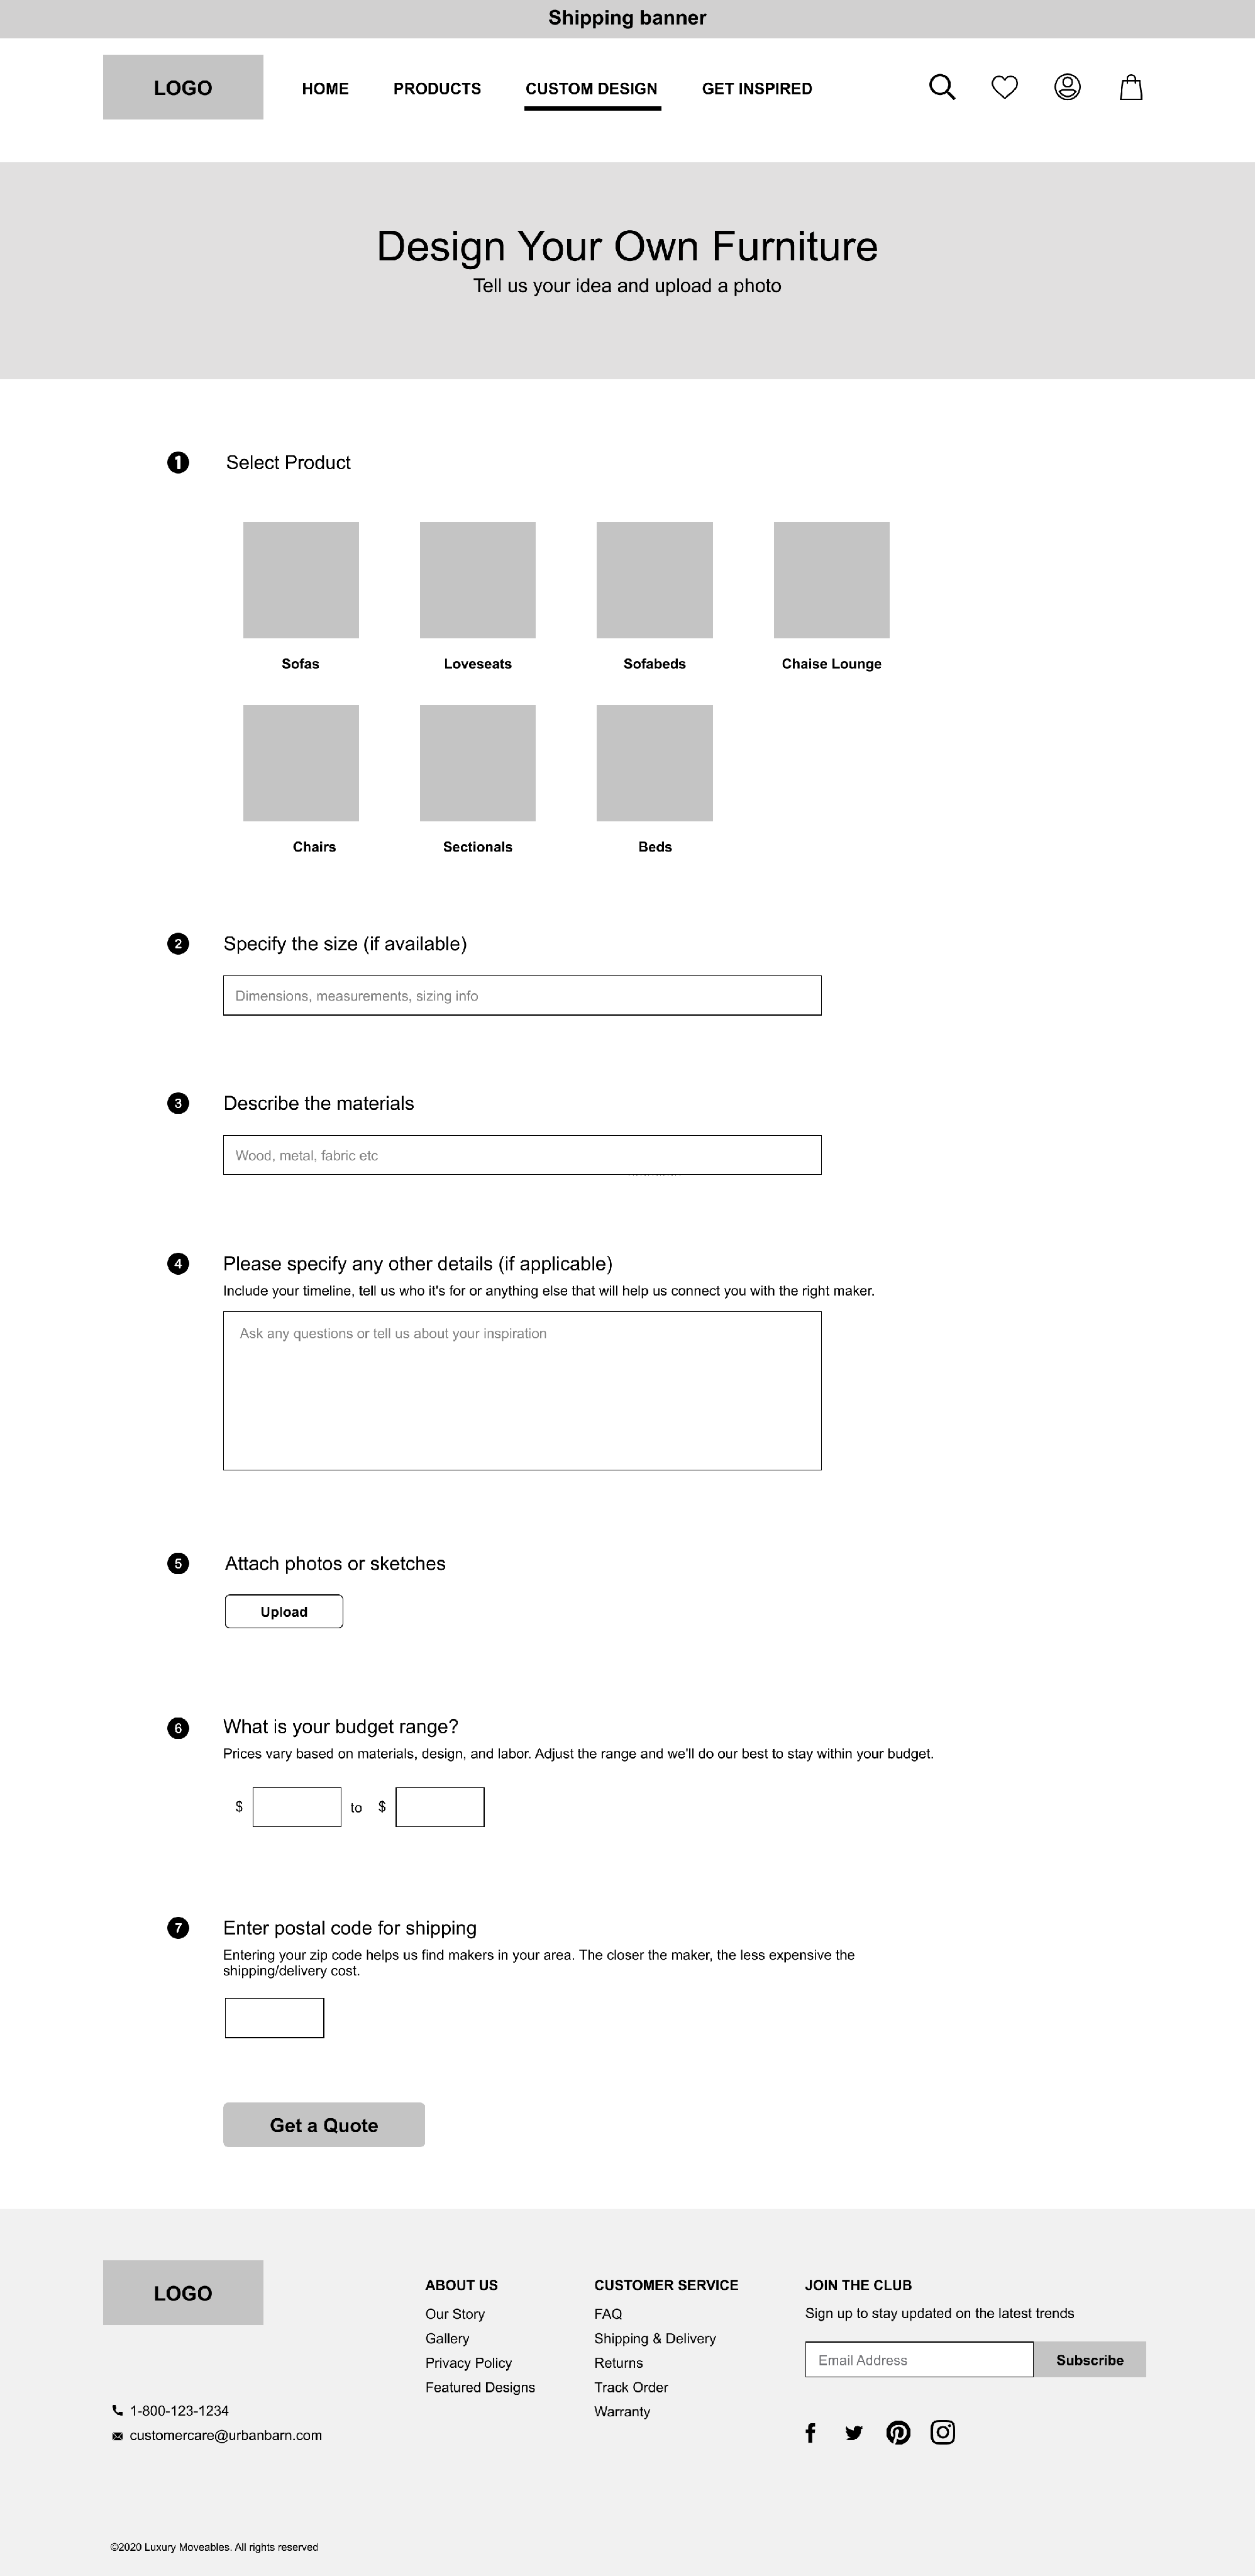 Shipping banner
LOGO
HOME
PRODUCTS
CUSTOM DESIGN
GET INSPIRED
Design Your Own Furniture
Tell us your idea and upload a photo
1
Select Product
Sofas
Loveseats
Sofabeds
Chaise Lounge
Chairs
Sectionals
Beds
2
Specify the size (if available)
Dimensions, measurements, sizing info
3
Describe the materials
Wood, metal, fabric etc
4
Please specify any other details (if applicable)
Include your timeline, tell us who it's for or anything else that will help us connect you with the right maker.
Ask any questions or tell us about your inspiration
5
Attach photos or sketches
Upload
6
What is your budget range?
Prices vary based on materials, design, and labor. Adjust the range and we'll do our best to stay within your budget.
$ to $
7
Enter postal code for shipping
Entering your zip code helps us find makers in your area. The closer the maker, the less expensive the
shipping/delivery cost.
Get a Quote
LOGO
1-800-123-1234
customercare@urbanbarn.com
ABOUT US
Our Story
Gallery
Privacy Policy
Featured Designs
CUSTOMER SERVICE
FAQ
Shipping & Delivery
Returns
Track Order
Warranty
JOIN THE CLUB
Sign up to stay updated on the latest trends
Email Address
Subscribe
©2020 Luxury Moveables. All rights reserved